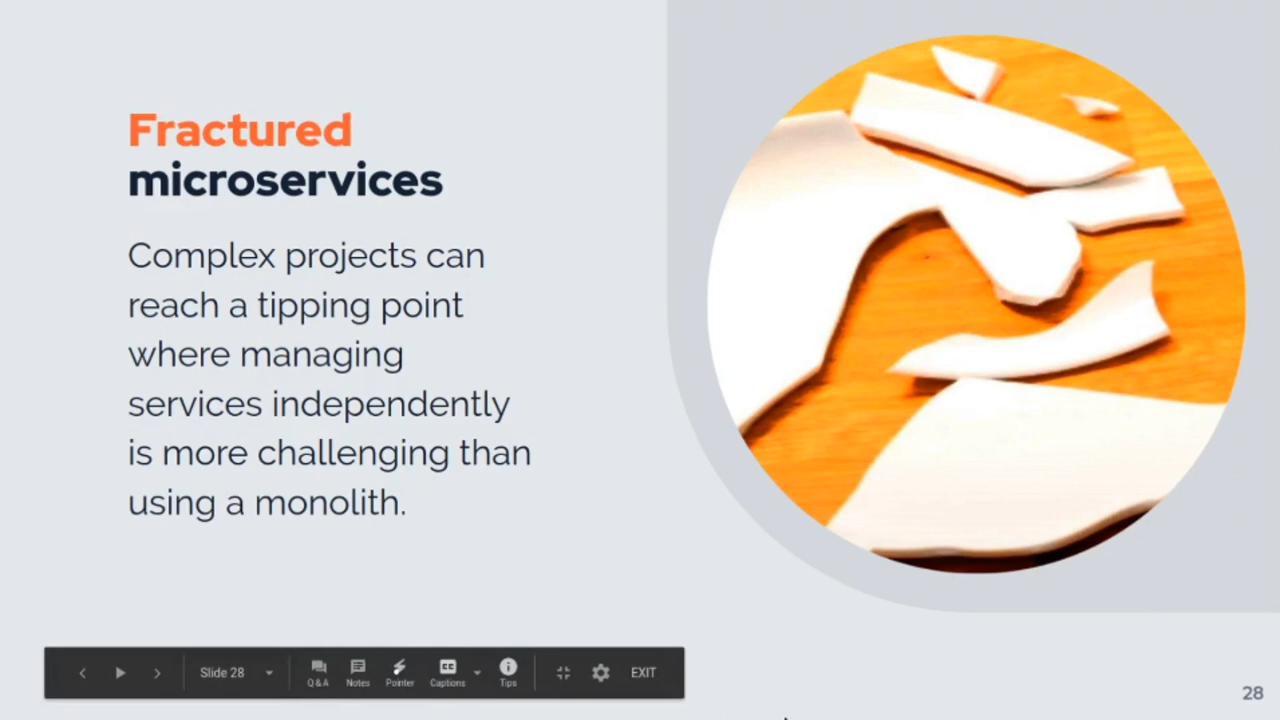 Fractured
microservices
Complex projects can
reach a tipping point
where managing
services independently
is more challenging than
using a monolith.
Slide 28
Q&A
Notes
Pointer
CC
Captions
Tips
EXIT
28